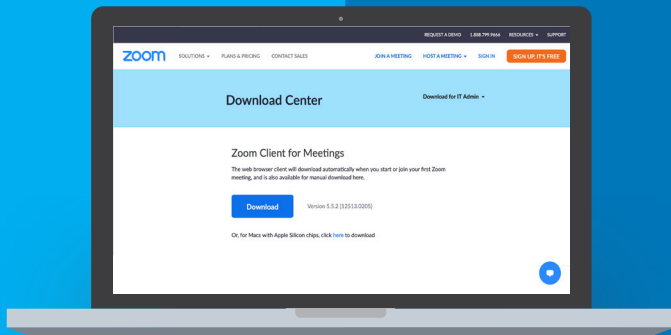 REQUEST A DEMO 1.888.799.9666 RESOURCES SUPPORT
zoom SOLUTIONS PLANS & PRICING CONTACT SALES JOIN A MEETING HOST A MEETING SIGN IN SIGN UP, IT'S FREE
Download Center Download for IT Admin
Zoom Client for Meetings
The web browser client will download automatically when you start or join your first Zoom
meeting, and is also available for manual download here.
Download Version 5.5.2 (12513.0205)
Or, for Macs with Apple Silicon chips, click here to download